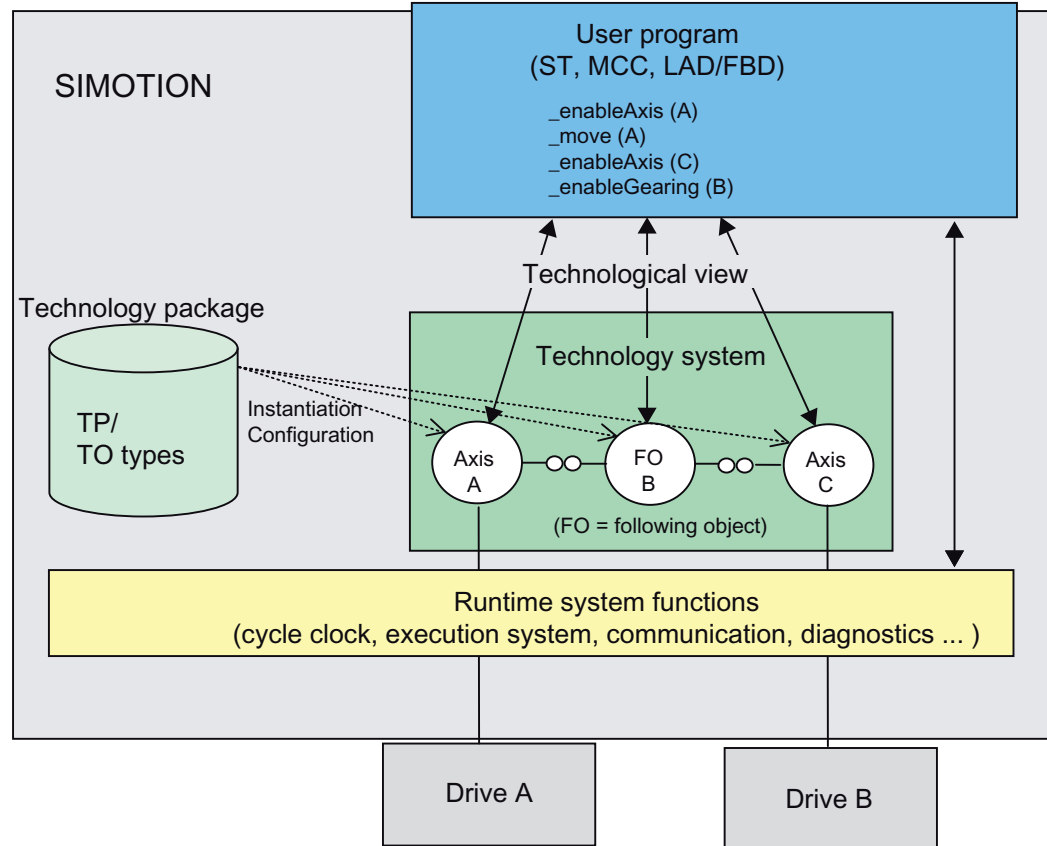 User program
(ST, MCC, LAD/FBD)
SIMOTION
_enableAxis (A)
_move (A)
_enableAxis (C)
_enableGearing (B)
Technological view
Technology package
Technology system
TP/
TO types
Instantiation
Configuration
Axis
A
FO
B
Axis
C
(FO = following object)
Runtime system functions
(cycle clock, execution system, communication, diagnostics ... )
Drive A
Drive B